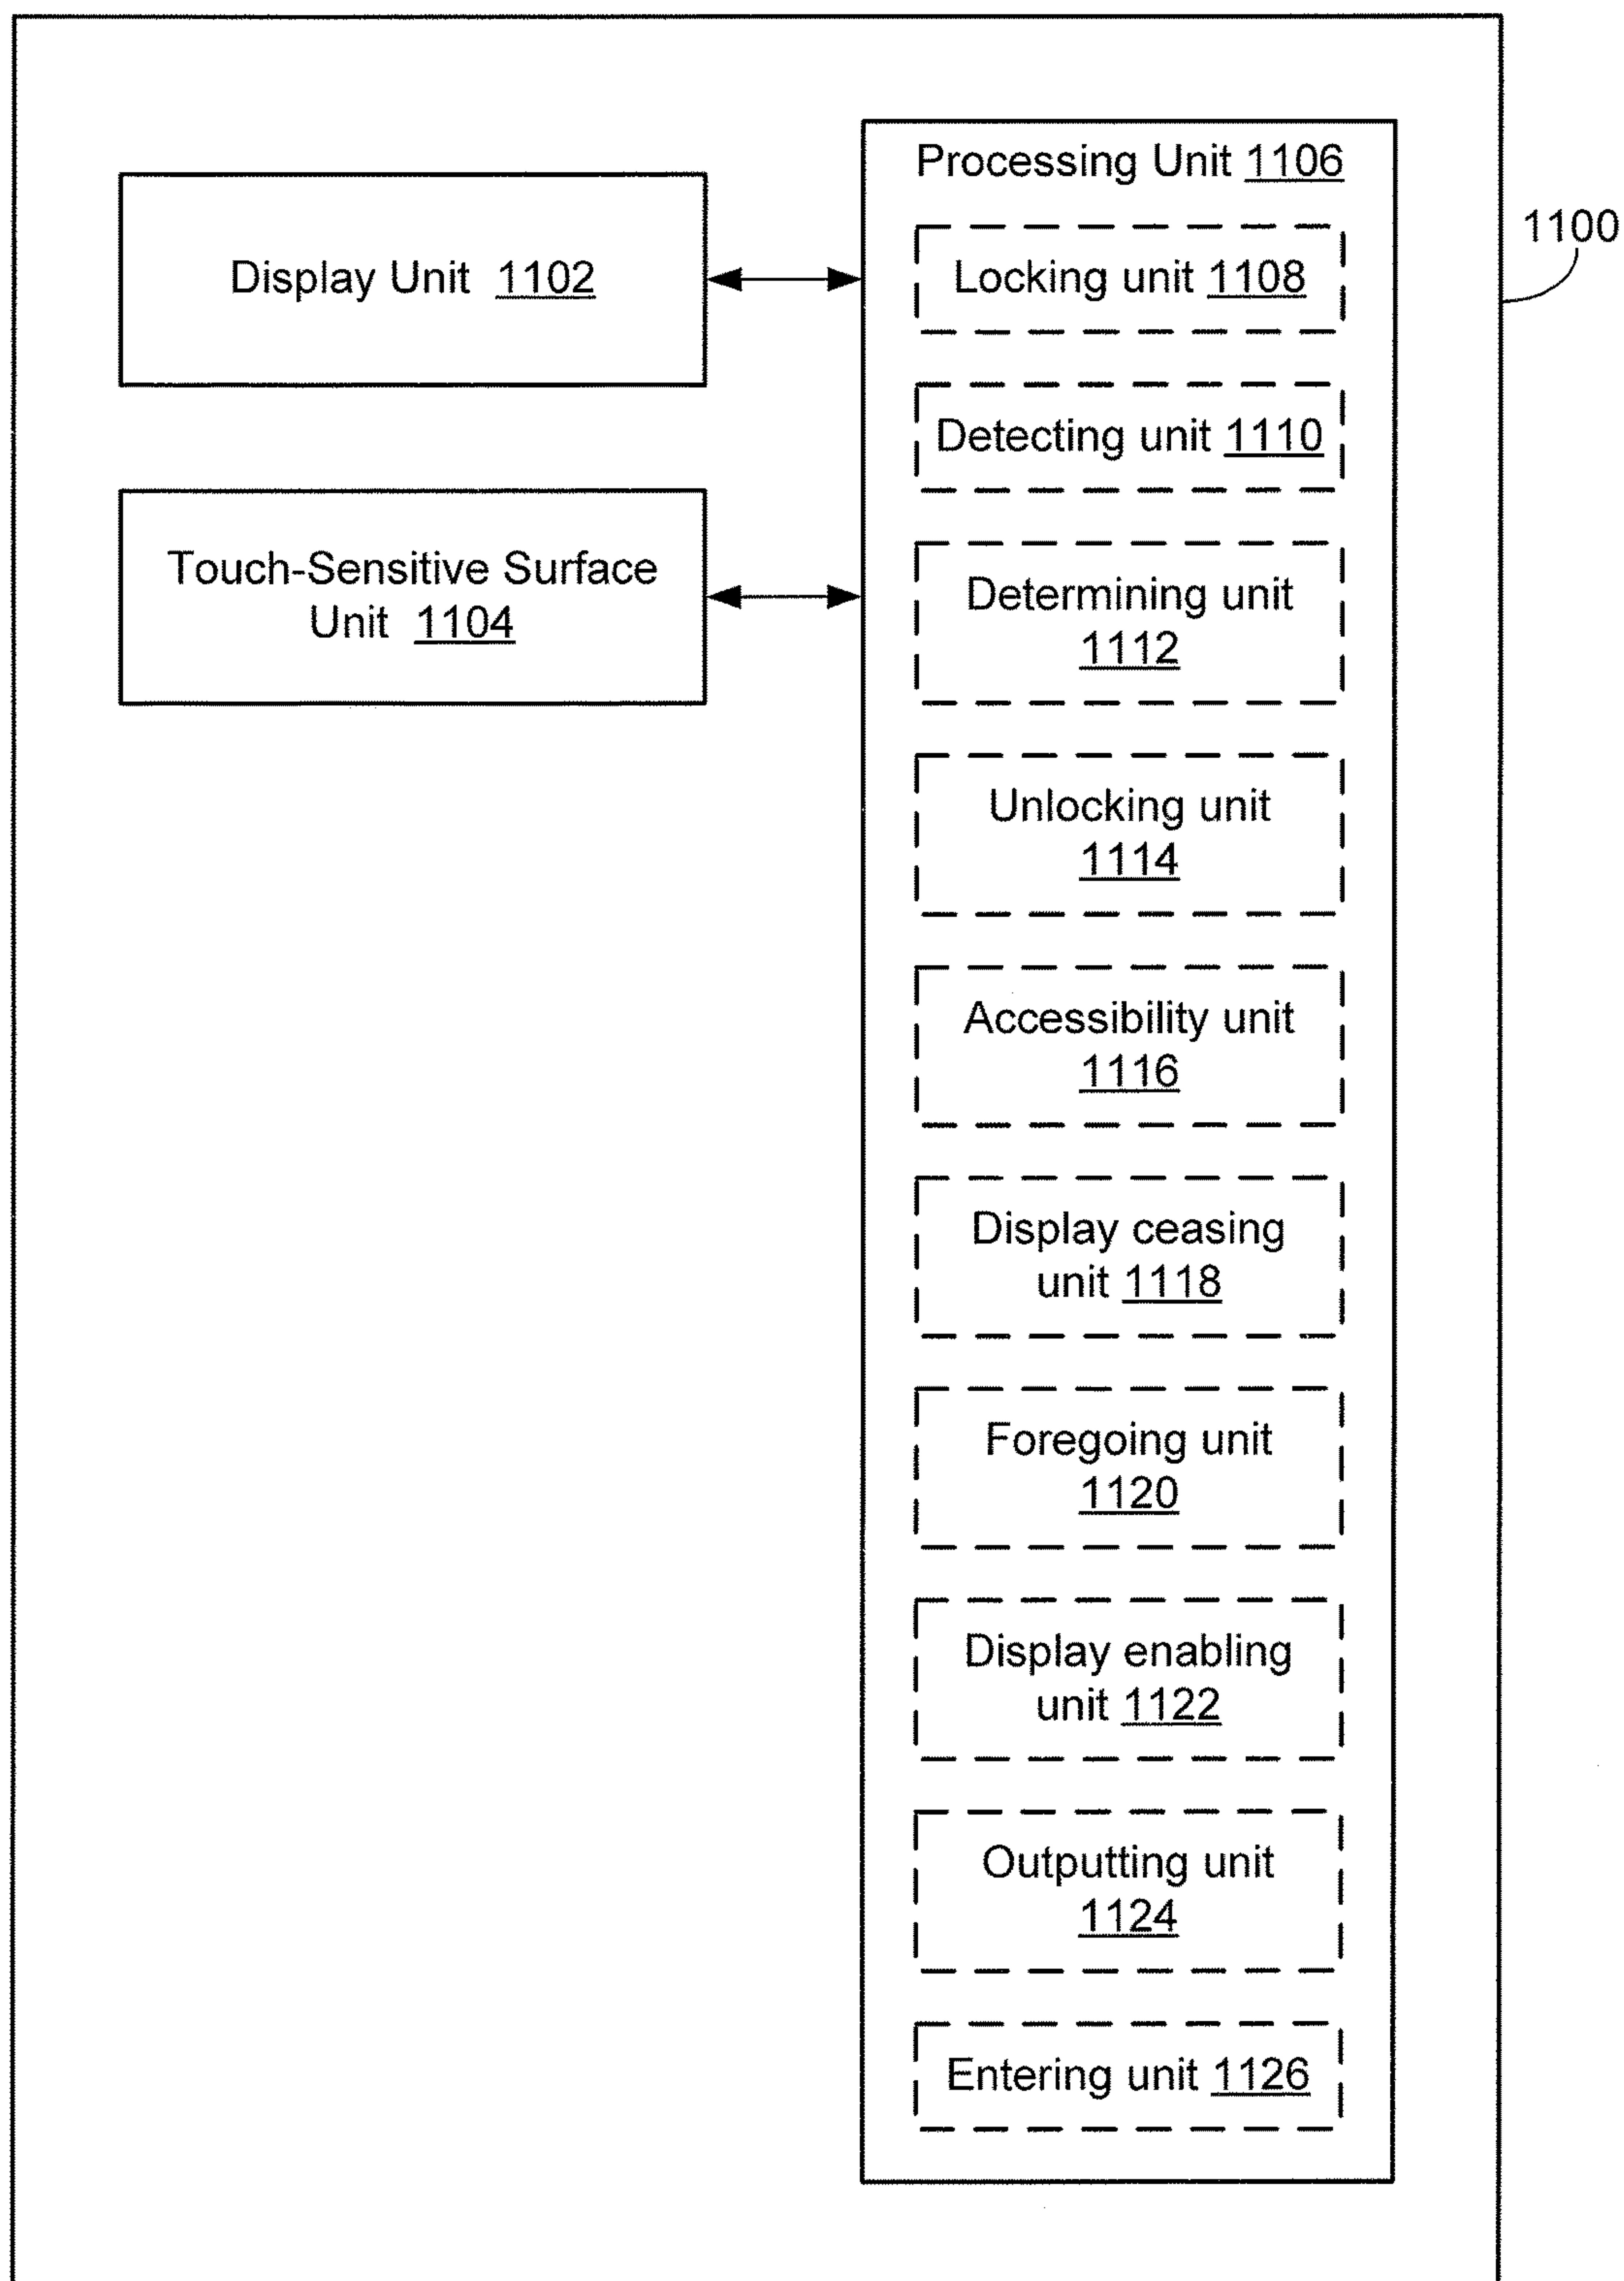 Processing Unit 1106
1100
Display Unit 1102
Locking unit 1108
Detecting unit 1110
Touch-Sensitive Surface
Unit 1104
Determining unit
1112
Unlocking unit
1114
Accessibility unit
1116
Display ceasing
unit 1118
Foregoing unit
1120
Display enabling
unit 1122
Outputting unit
1124
Entering unit 1126